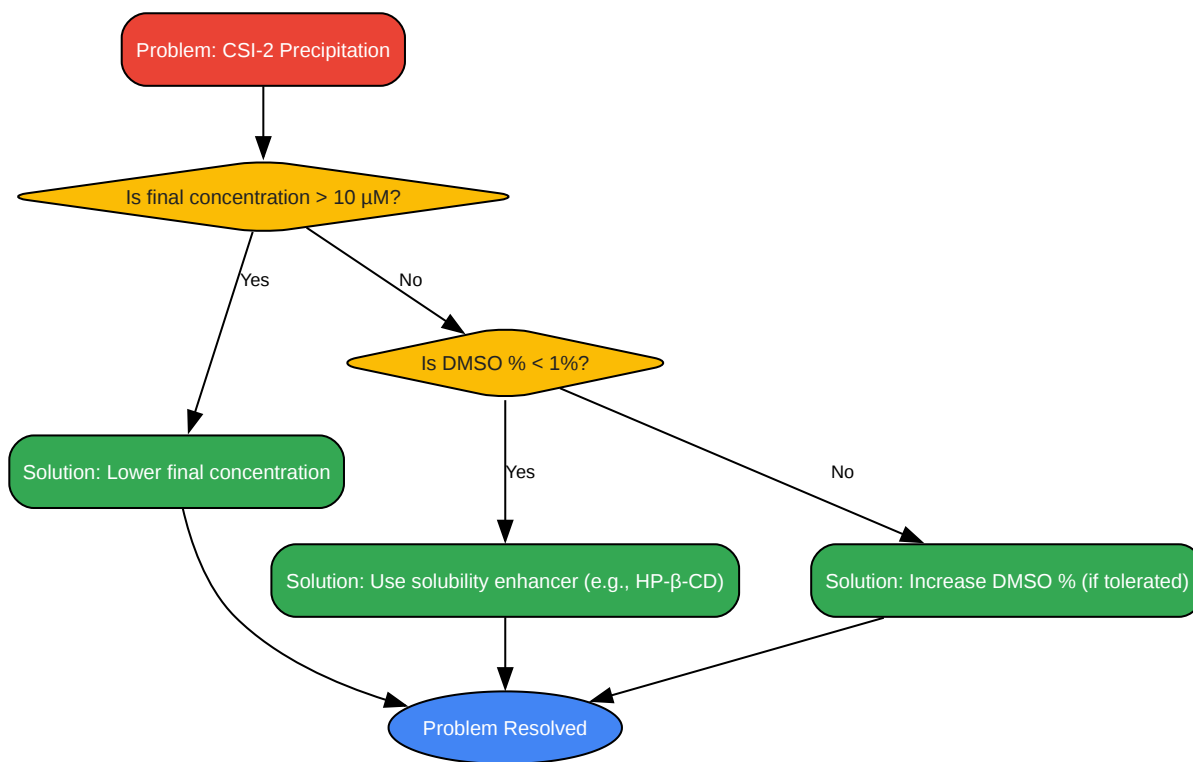 Problem: CSI-2 Precipitation
Is final concentration > 10 µM?
Yes
No
Is DMSO % < 1%?
Solution: Lower final concentration
Yes
No
Solution: Use solubility enhancer (e.g., HP-β-CD)
Solution: Increase DMSO % (if tolerated)
Problem Resolved